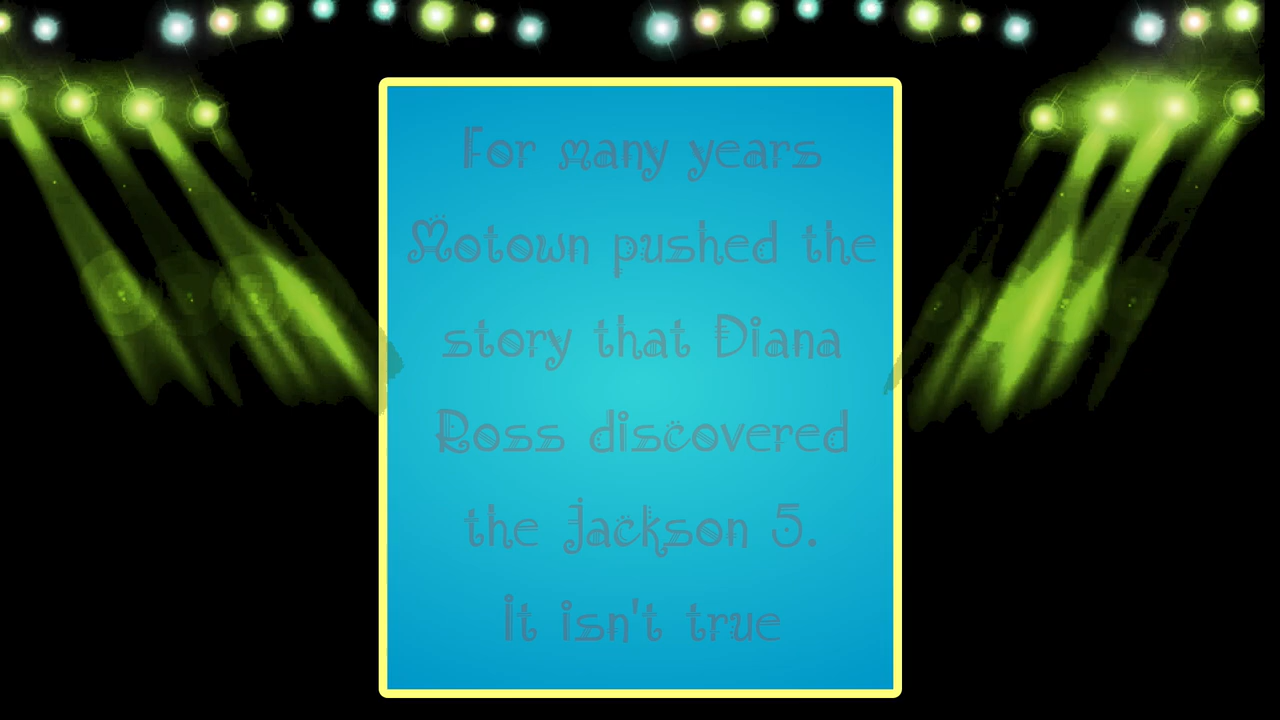 For many years
Motown pushed the
story that Diana
Ross discovered
the Jackson 5.
It isn't true